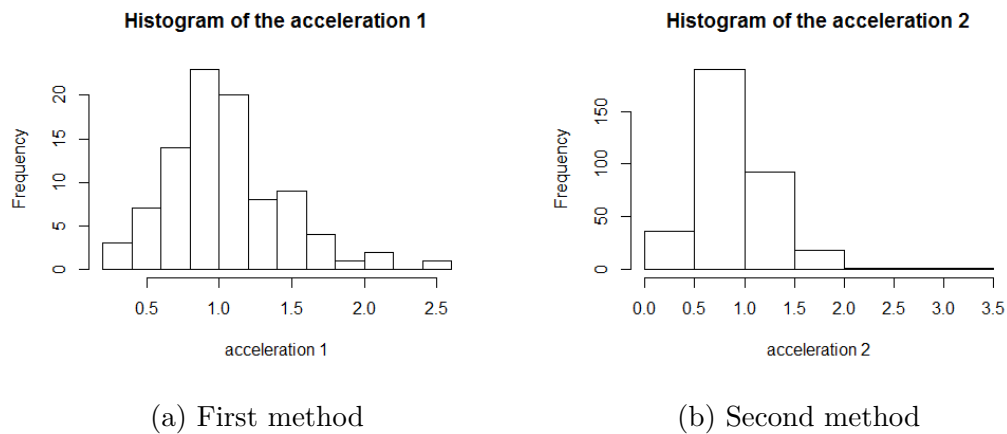 Histogram of the acceleration 1
Frequency
20
15
10
5
0
0.5 1.0 1.5 2.0 2.5
acceleration 1
(a) First method
Histogram of the acceleration 2
Frequency
150
100
50
0
0.0 0.5 1.0 1.5 2.0 2.5 3.0 3.5
acceleration 2
(b) Second method